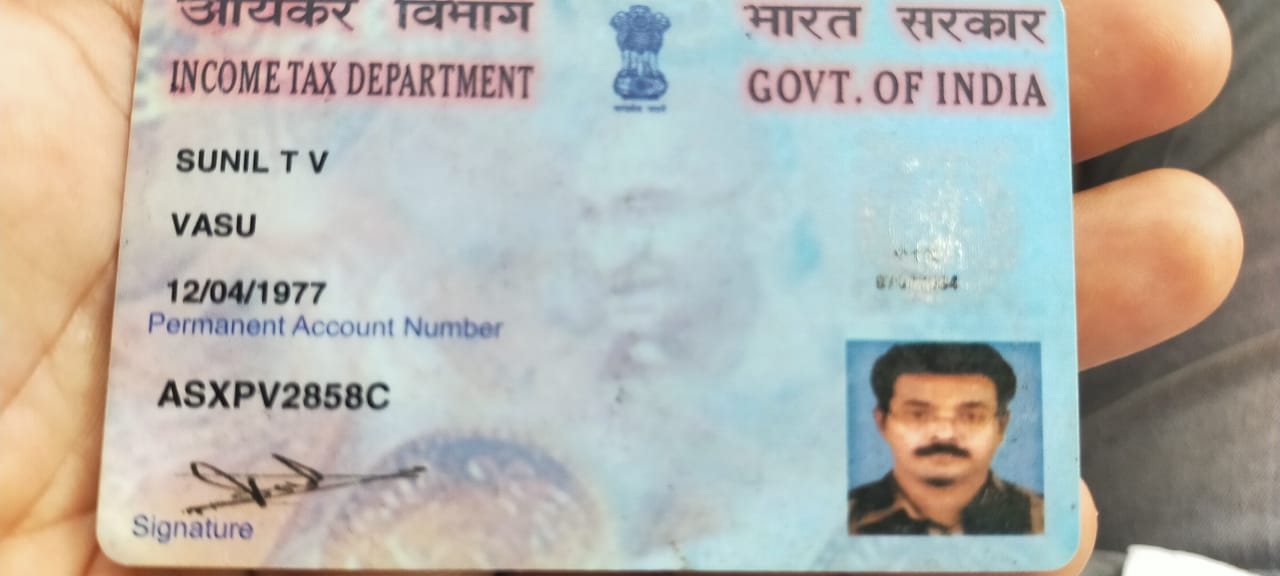 आयकर विभाग
भारत सरकार
INCOME TAX DEPARTMENT
GOVT. OF INDIA
SUNIL T V
VASU
12/04/1977
Permanent Account Number
ASXPV2858C
Signature